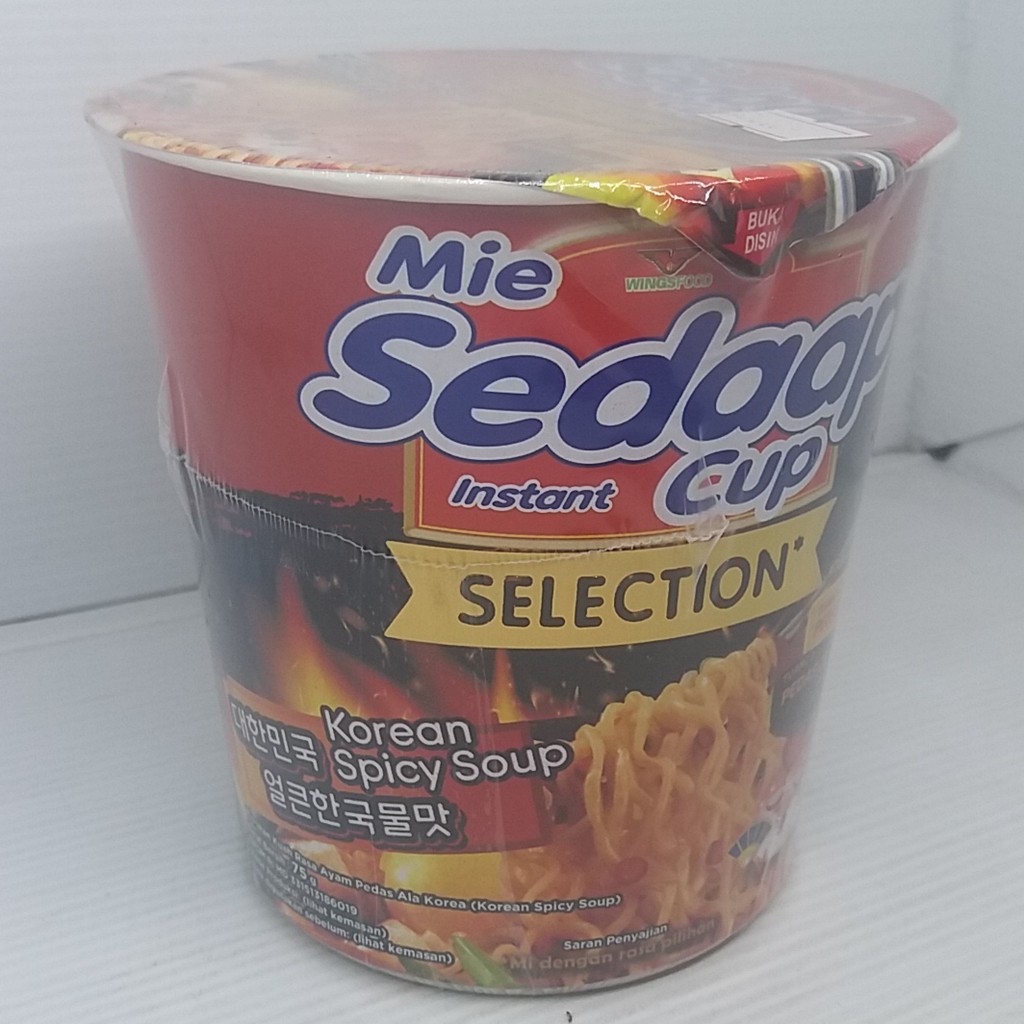 BUKA
DISINI
WINGSFOOD
Mie
Sedaap
Instant Cup
SELECTION*
대한민국 Korean
Spicy Soup
얼큰한국물맛
Rasa Ayam Pedas Ala Korea (Korean Spicy Soup)
75 g
(lihat kemasan)
sebelum: (lihat kemasan)
Saran Penyajian
Mi dengan rasa pilihan